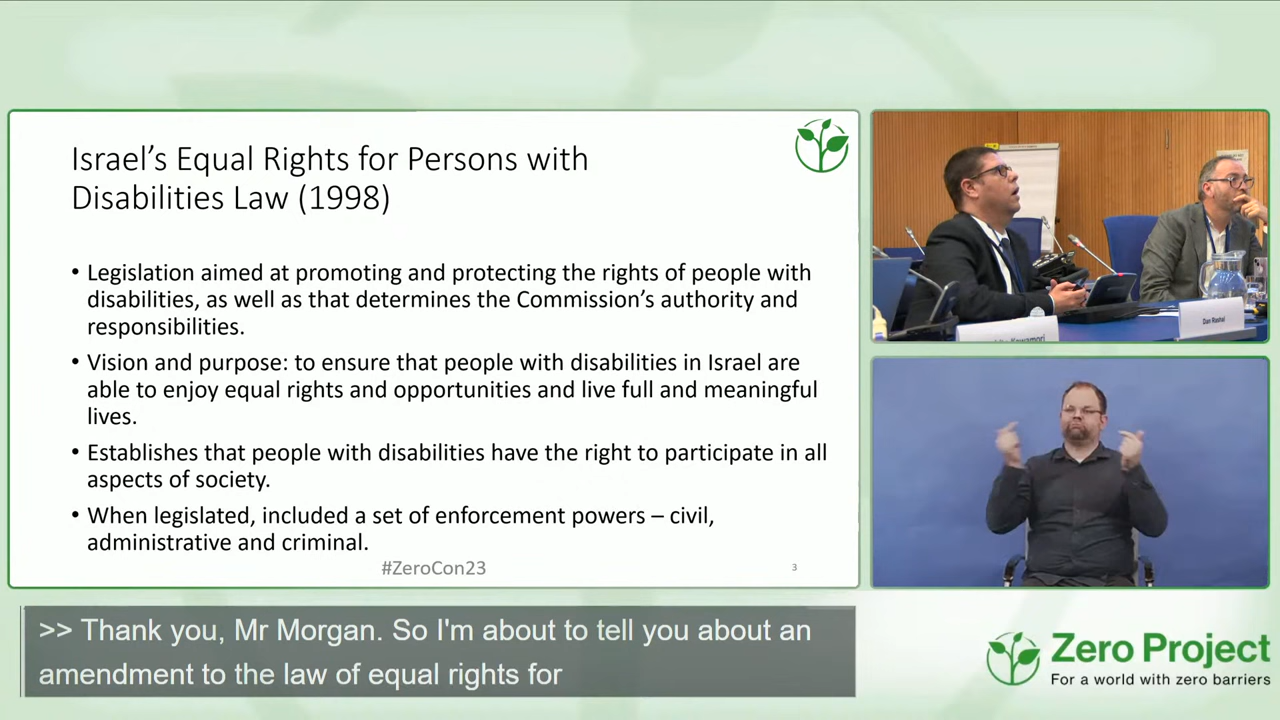 Israel's Equal Rights for Persons with
Disabilities Law (1998)
• Legislation aimed at promoting and protecting the rights of people with
disabilities, as well as that determines the Commission's authority and
responsibilities.
• Vision and purpose: to ensure that people with disabilities in Israel are
able to enjoy equal rights and opportunities and live full and meaningful
lives.
• Establishes that people with disabilities have the right to participate in all
aspects of society.
• When legislated, included a set of enforcement powers – civil,
administrative and criminal.
#ZeroCon23
3
Dan Rashal
>> Thank you, Mr Morgan. So I'm about to tell you about an
amendment to the law of equal rights for
Zero Project
For a world with zero barriers